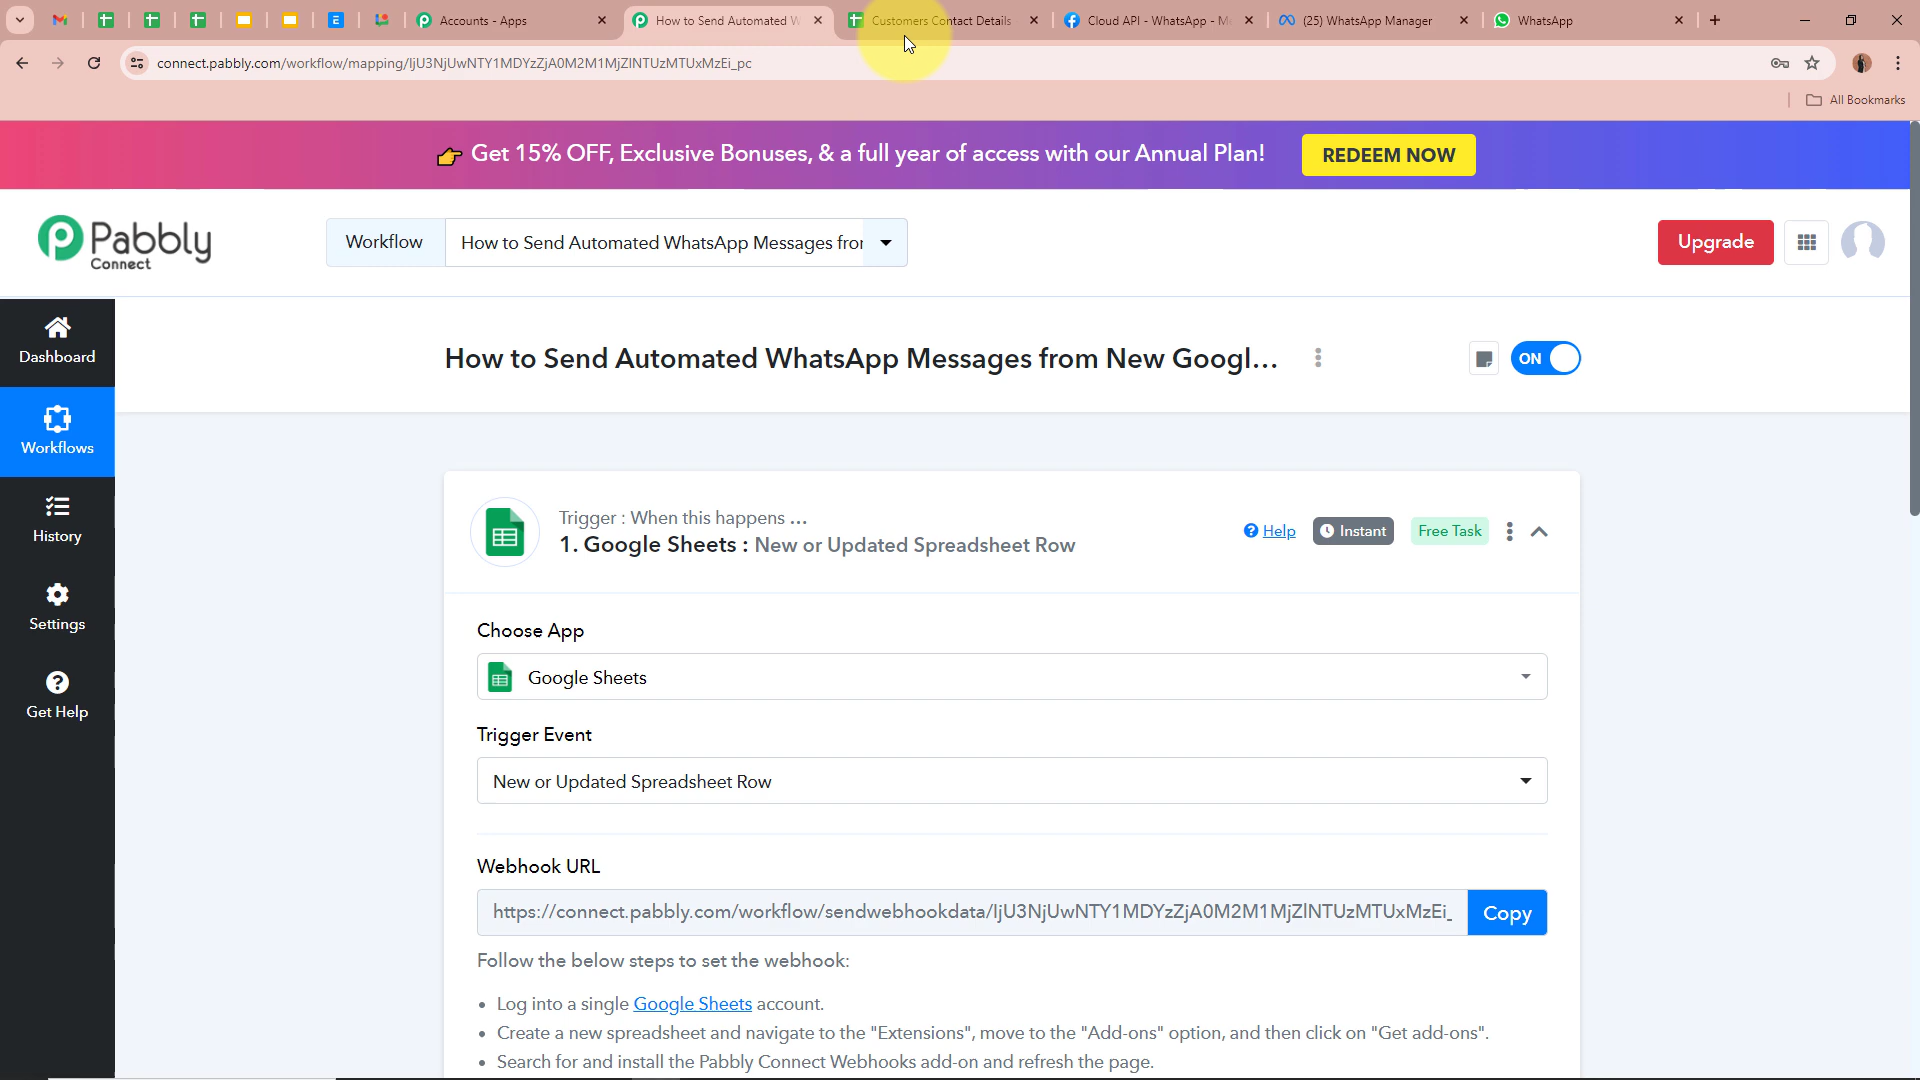 Accounts - Apps
How to Send Automated W
Customers Contact Details
Cloud API - WhatsApp - M
(25) WhatsApp Manager
WhatsApp
connect.pabbly.com/workflow/mapping/IjU3NjUwNTY1MDYzZjA0M2M1MjZlNTUzMTUxMzEi_pc
All Bookmarks
Get 15% OFF, Exclusive Bonuses, & a full year of access with our Annual Plan!
REDEEM NOW
Pabbly
Connect
Workflow
How to Send Automated WhatsApp Messages fror
Upgrade
Dashboard
Workflows
History
Settings
Get Help
How to Send Automated WhatsApp Messages from New Googl...
ON
Trigger : When this happens ...
1. Google Sheets : New or Updated Spreadsheet Row
Help
Instant
Free Task
Choose App
Google Sheets
Trigger Event
New or Updated Spreadsheet Row
Webhook URL
https://connect.pabbly.com/workflow/sendwebhookdata/IjU3NjUwNTY1MDYzZjA0M2M1MjZlNTUzMTUxMzEi_
Copy
Follow the below steps to set the webhook:
• Log into a single Google Sheets account.
• Create a new spreadsheet and navigate to the "Extensions", move to the "Add-ons" option, and then click on "Get add-ons".
• Search for and install the Pabbly Connect Webhooks add-on and refresh the page.